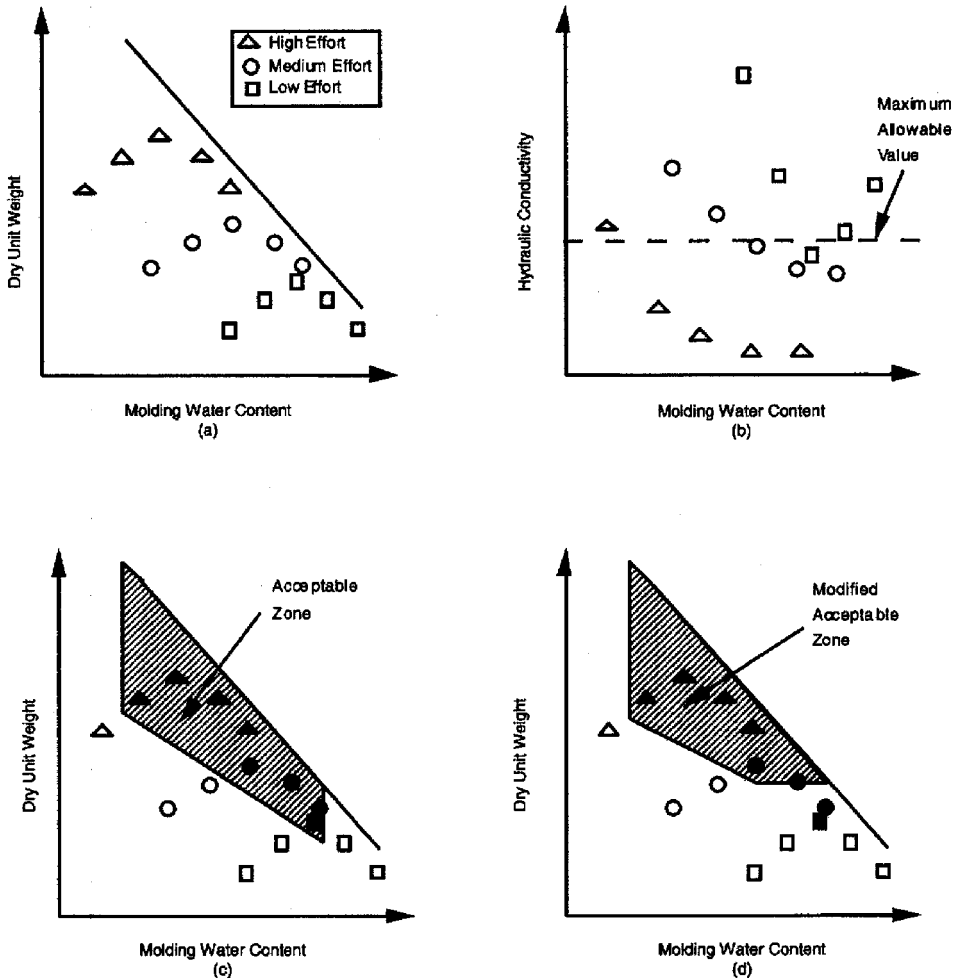 High Effort
Medium Effort
Low Effort
Dry Unit Weight
Molding Water Content
(a)
Maximum
Allowable
Value
Hydraulic Conductivity
Molding Water Content
(b)
Acceptable
Zone
Dry Unit Weight
Molding Water Content
(c)
Modified
Acceptable
Zone
Dry Unit Weight
Molding Water Content
(d)